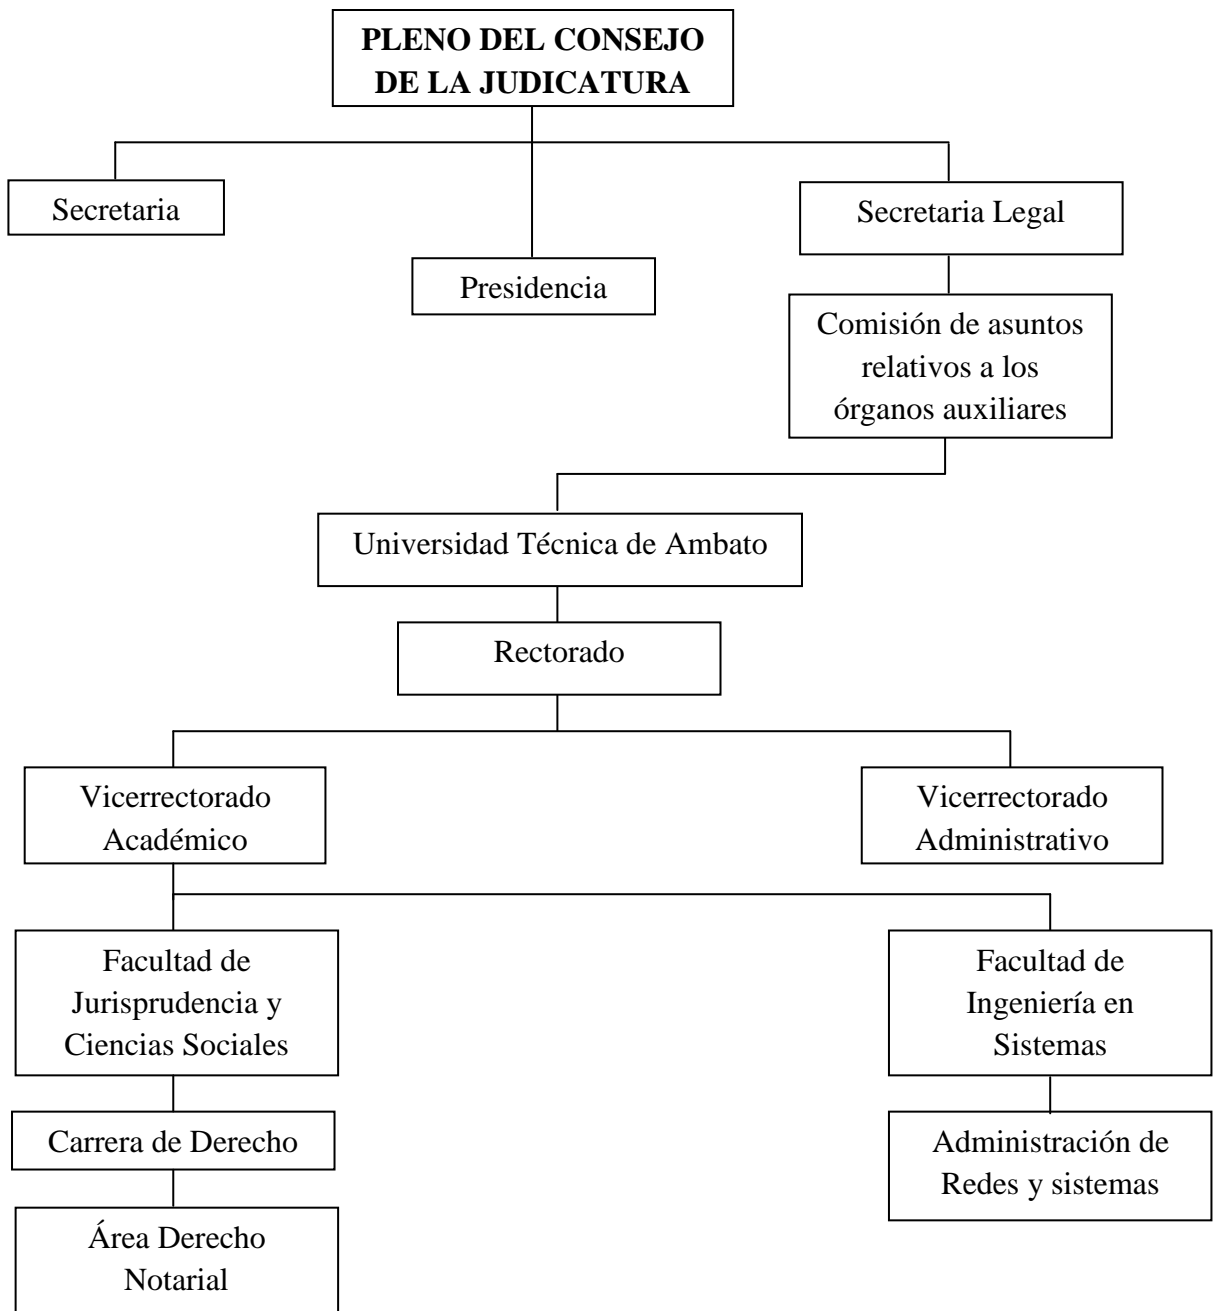 PLENO DEL CONSEJO
DE LA JUDICATURA
Secretaria
Secretaria Legal
Presidencia
Comisión de asuntos
relativos a los
órganos auxiliares
Universidad Técnica de Ambato
Rectorado
Vicerrectorado
Académico
Vicerrectorado
Administrativo
Facultad de
Jurisprudencia y
Ciencias Sociales
Facultad de
Ingeniería en
Sistemas
Carrera de Derecho
Administración de
Redes y sistemas
Área Derecho
Notarial